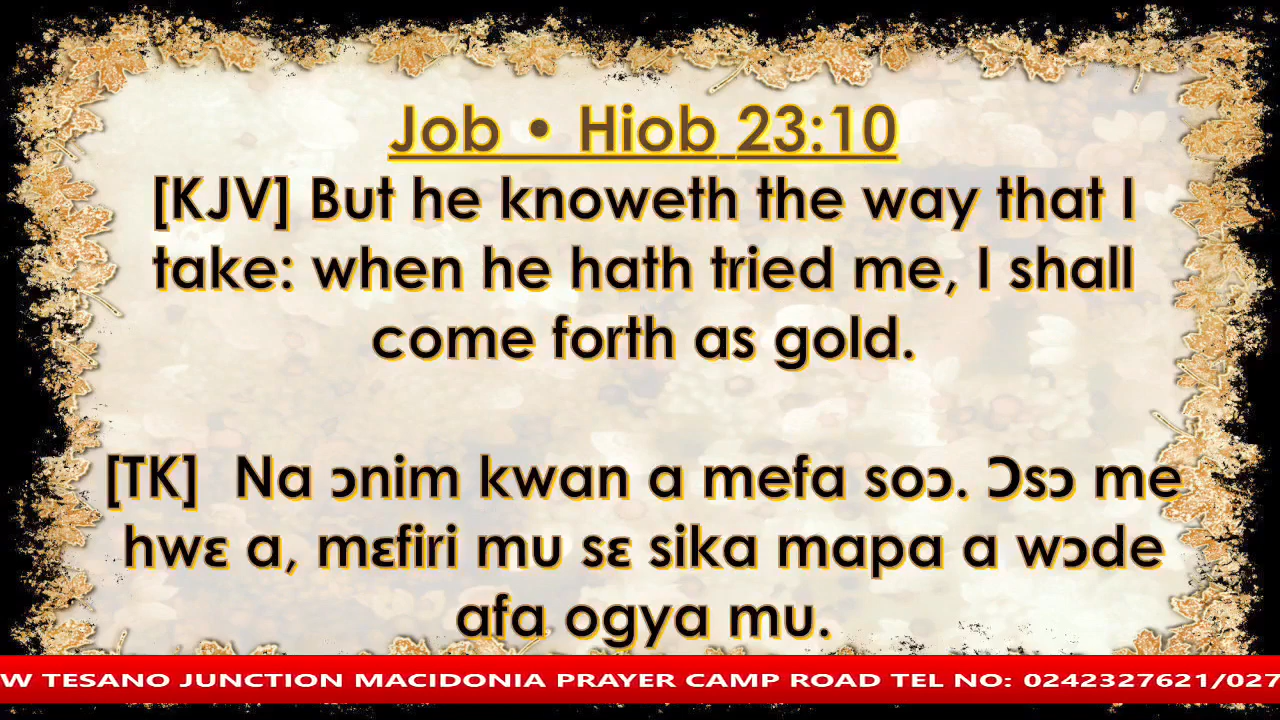 Job • Hiob 23:10
[KJV] But he knoweth the way that I
take: when he hath tried me, I shall
come forth as gold.
[TK] Na ɔnim kwan a mefa soɔ. Ɔsɔ me
hwɛ a, mɛfiri mu sɛ sika mapa a wɔde
afa ogya mu.
W TESANO JUNCTION MACIDONIA PRAYER CAMP ROAD TEL NO: 0242327621/027